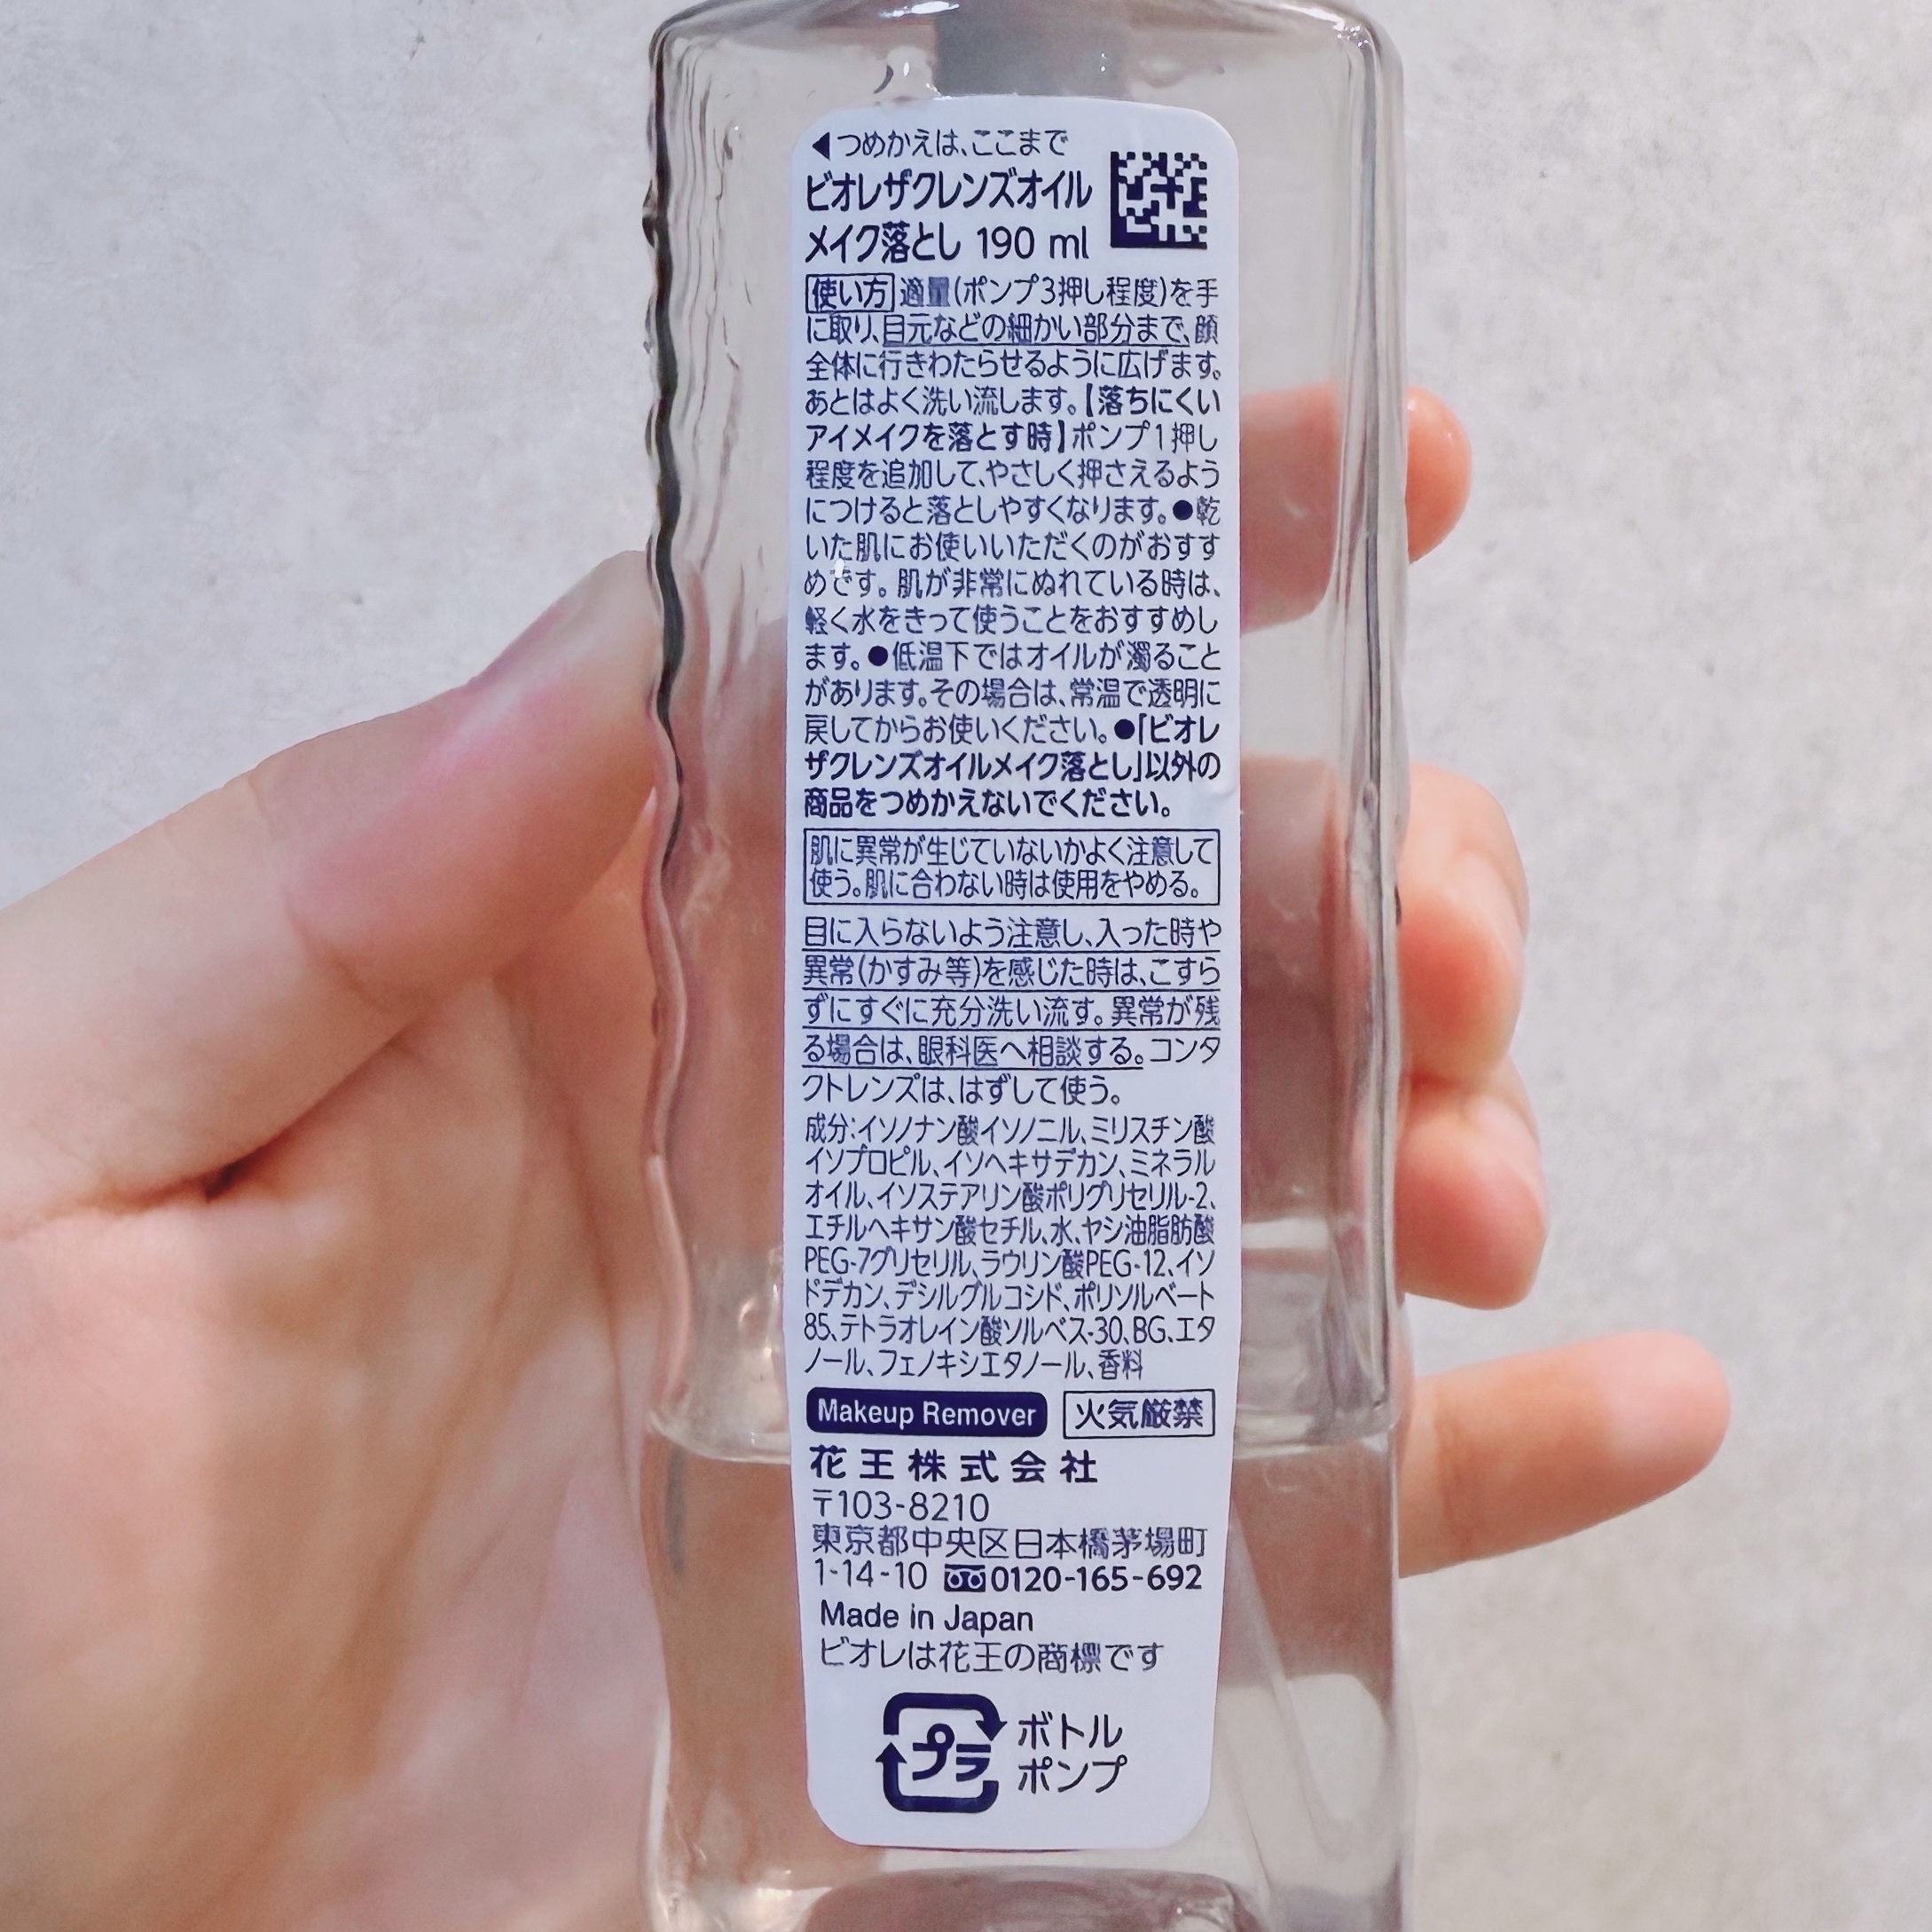 ◀つめかえは、ここまで
ビオレザクレンズオイル
メイク落とし 190 ml
使い方 適量(ポンプ3押し程度)を手
に取り、目元などの細かい部分まで、顔
全体に行きわたらせるように広げます。
あとはよく洗い流します。【落ちにくい
アイメイクを落とす時】ポンプ1押し
程度を追加して、やさしく押さえるよう
につけると落としやすくなります。●乾
いた肌にお使いいただくのがおすす
めです。肌が非常にぬれている時は、
軽く水をきって使うことをおすすめし
ます。●低温下ではオイルが濁ること
があります。その場合は、常温で透明に
戻してからお使いください。●「ビオレ
ザクレンズオイルメイク落とし」以外の
商品をつめかえないでください。
肌に異常が生じていないかよく注意して
使う。肌に合わない時は使用をやめる。
目に入らないよう注意し、入った時や
異常(かすみ等)を感じた時は、こすら
ずにすぐに充分洗い流す。異常が残
る場合は、眼科医へ相談する。コンタ
クトレンズは、はずして使う。
成分:イソノナン酸イソノニル、ミリスチン酸
イソプロピル、イソヘキサデカン、ミネラル
オイル、イソステアリン酸ポリグリセリル-2、
エチルヘキサン酸セチル、水、ヤシ油脂肪酸
PEG-7グリセリル、ラウリン酸PEG-12、イソ
ドデカン、デシルグルコシド、ポリソルベート
85、テトラオレイン酸ソルベス-30、BG、エタ
ノール、フェノキシエタノール、香料
Makeup Remover 火気厳禁
花王株式会社
〒103-8210
東京都中央区日本橋茅場町
1-14-10 0120-165-692
Made in Japan
ビオレは花王の商標です
プラ ボトル
ポンプ